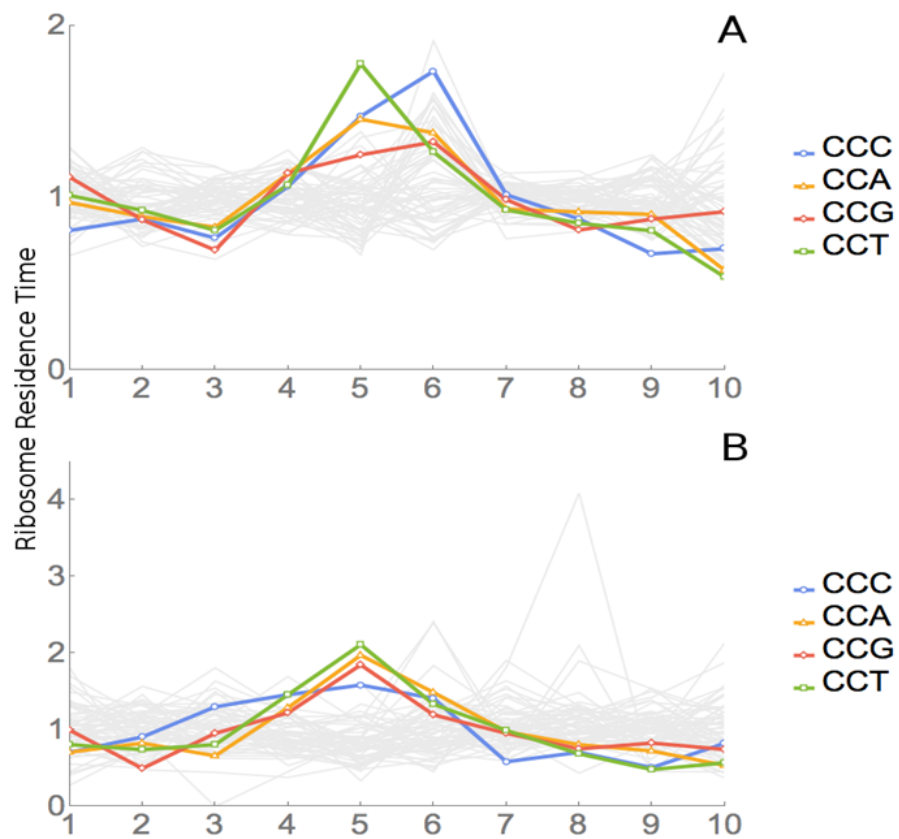 A
2
1
0
1 2 3 4 5 6 7 8 9 10
CCC
CCA
CCG
CCT
Ribosome Residence Time
B
4
3
2
1
0
1 2 3 4 5 6 7 8 9 10
CCC
CCA
CCG
CCT